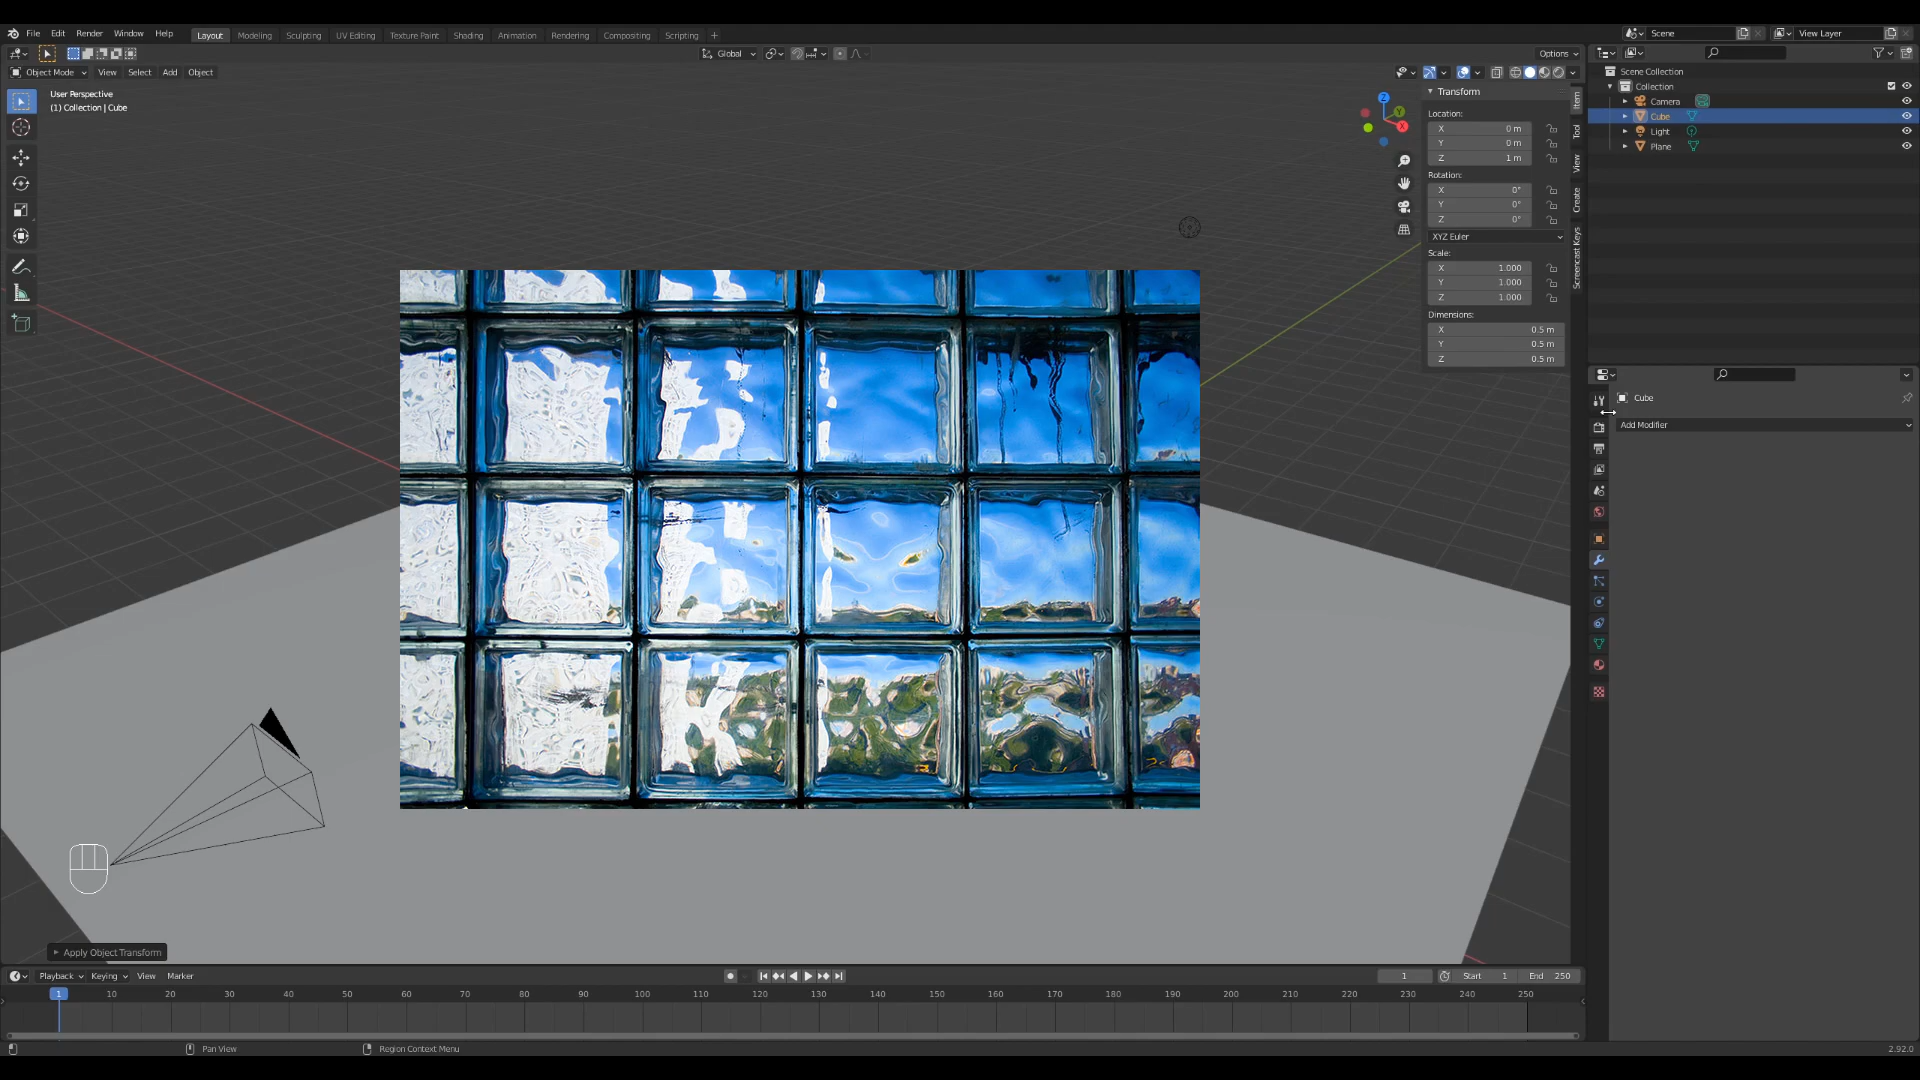 File Edit Render Window Help Layout Modeling Sculpting UV Editing Texture Paint Shading Animation Rendering Compositing Scripting + Scene View Layer
Global Options
Object Mode View Select Add Object
User Perspective
(1) Collection | Cube
Transform
Location:
X 0 m
Y 0 m
Z 1 m
Rotation:
X 0°
Y 0°
Z 0°
XYZ Euler
Scale:
X 1.000
Y 1.000
Z 1.000
Dimensions:
X 0.5 m
Y 0.5 m
Z 0.5 m
Item
Tool
View
Create
Screencast Keys
Z
Y
X
Scene Collection
Collection
Camera
Cube
Light
Plane
Cube
Add Modifier
Apply Object Transform
Playback Keying View Marker 1 Start 1 End 250
1 10 20 30 40 50 60 70 80 90 100 110 120 130 140 150 160 170 180 190 200 210 220 230 240 250
Pan View Region Context Menu 2.92.0